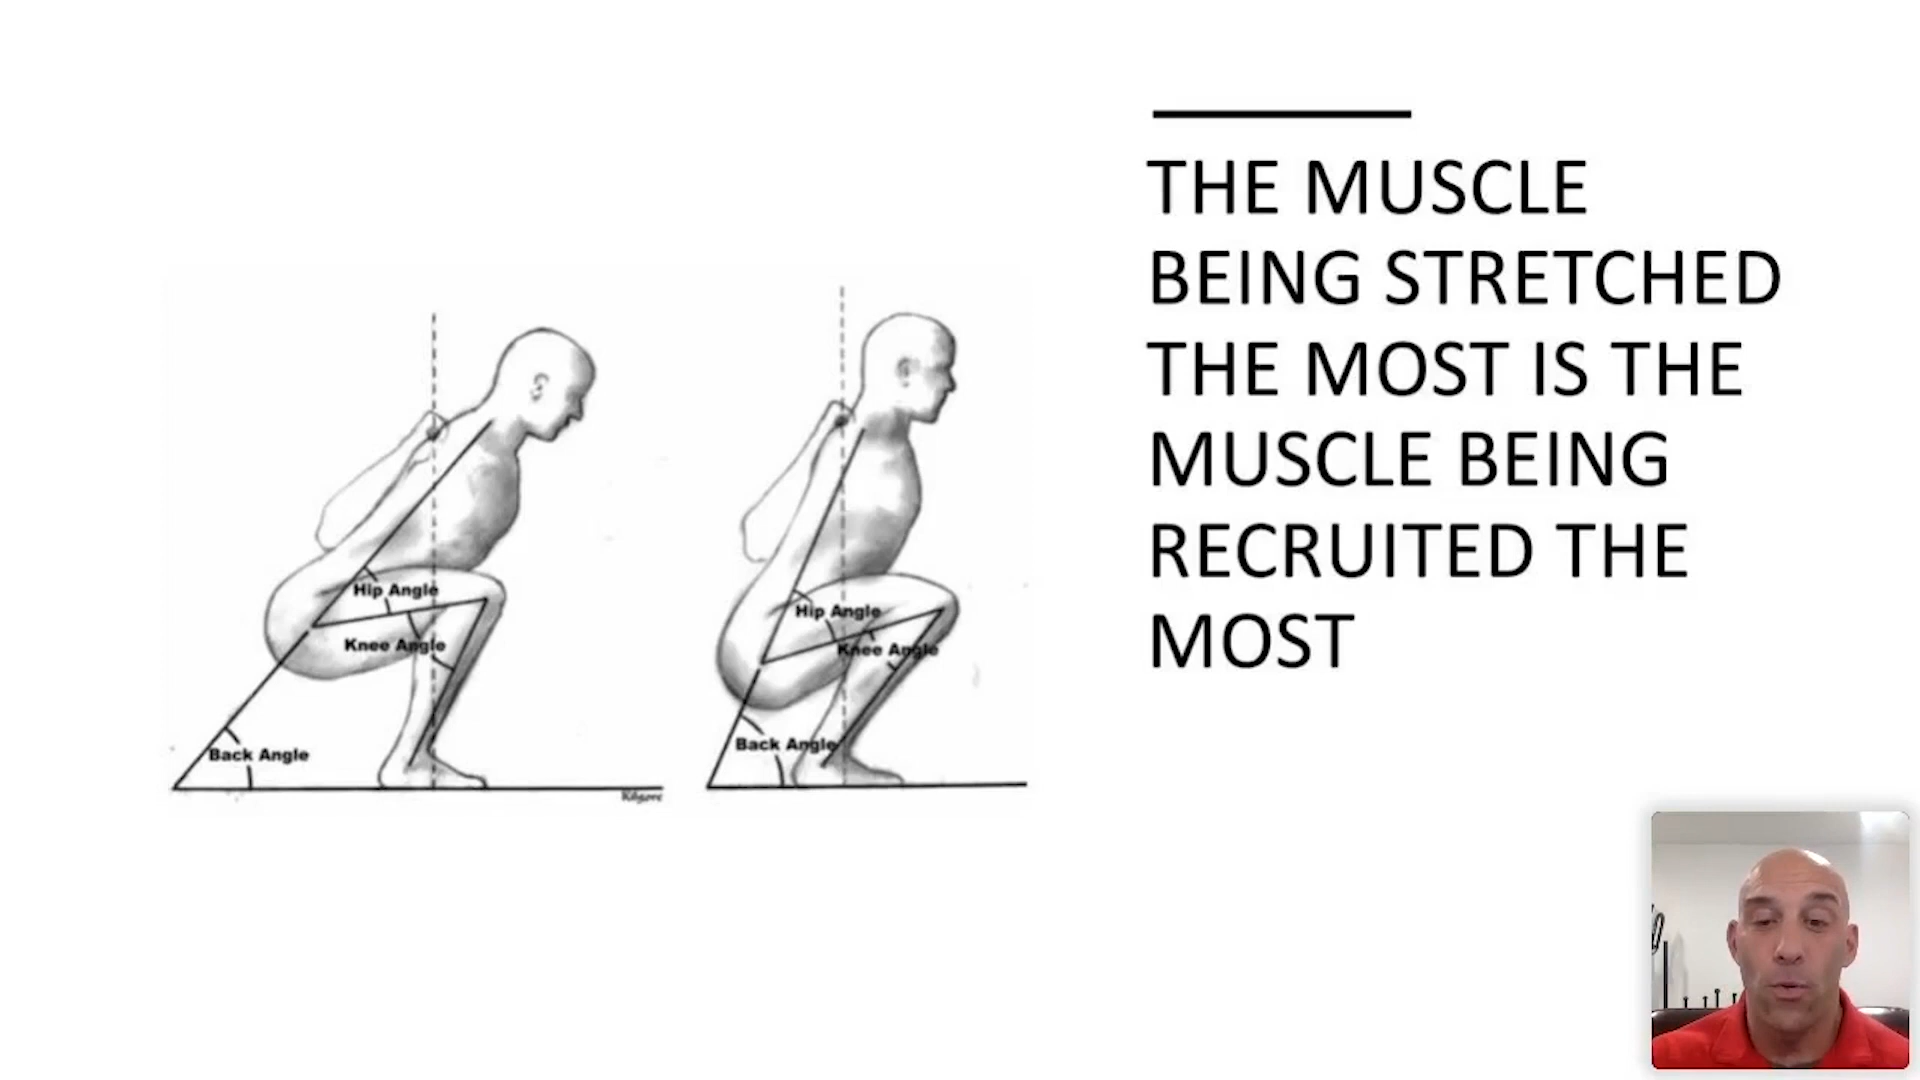 THE MUSCLE
BEING STRETCHED
THE MOST IS THE
MUSCLE BEING
RECRUITED THE
MOST
Hip Angle
Knee Angle
Back Angle
Kilgore
Hip Angle
Knee Angle
Back Angle